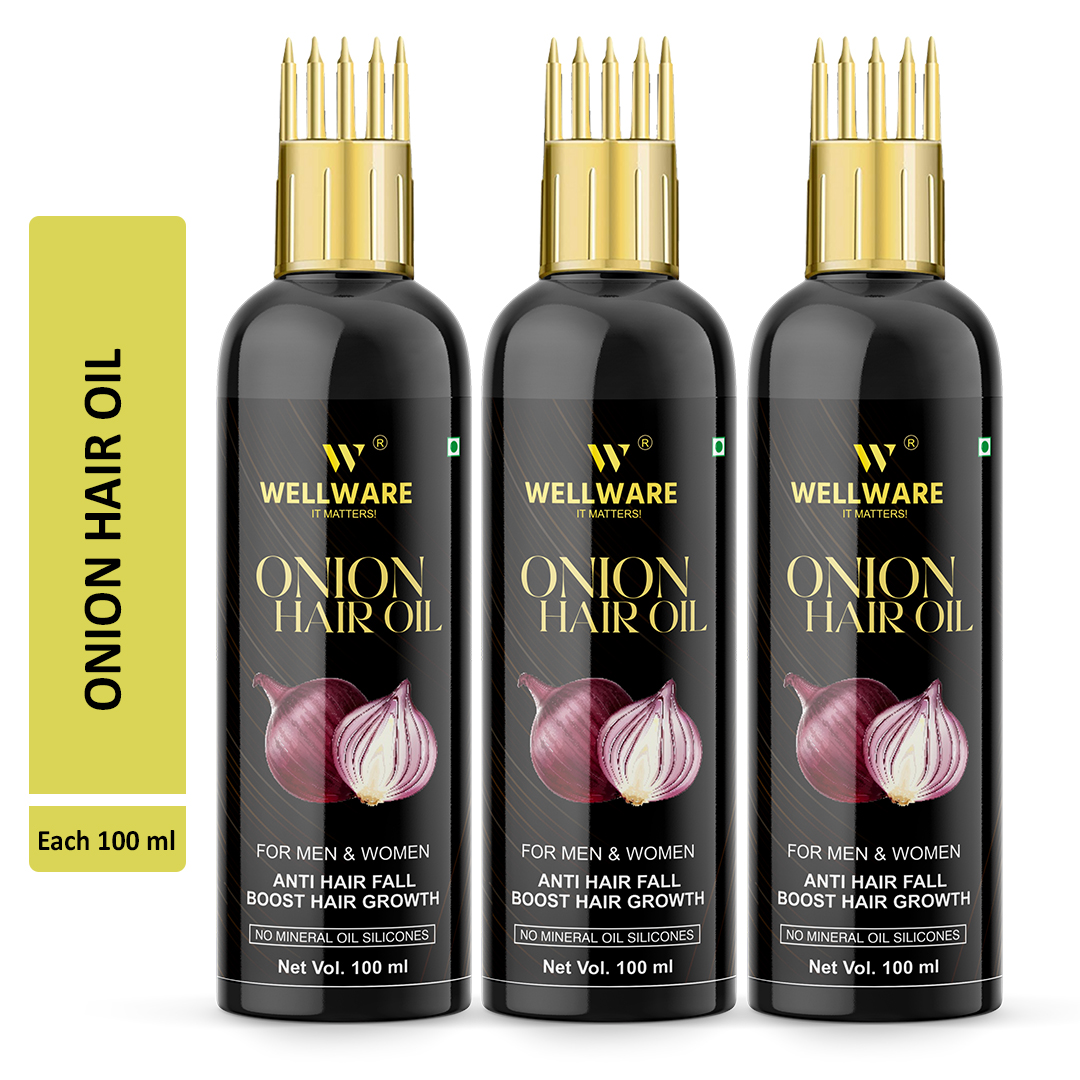 ONION HAIR OIL
Each 100 ml
W ®
WELLWARE
IT MATTERS!
ONION
HAIR OIL
FOR MEN & WOMEN
ANTI HAIR FALL
BOOST HAIR GROWTH
NO MINERAL OIL SILICONES
Net Vol. 100 ml
W ®
WELLWARE
IT MATTERS!
ONION
HAIR OIL
FOR MEN & WOMEN
ANTI HAIR FALL
BOOST HAIR GROWTH
NO MINERAL OIL SILICONES
Net Vol. 100 ml
W ®
WELLWARE
IT MATTERS!
ONION
HAIR OIL
FOR MEN & WOMEN
ANTI HAIR FALL
BOOST HAIR GROWTH
NO MINERAL OIL SILICONES
Net Vol. 100 ml